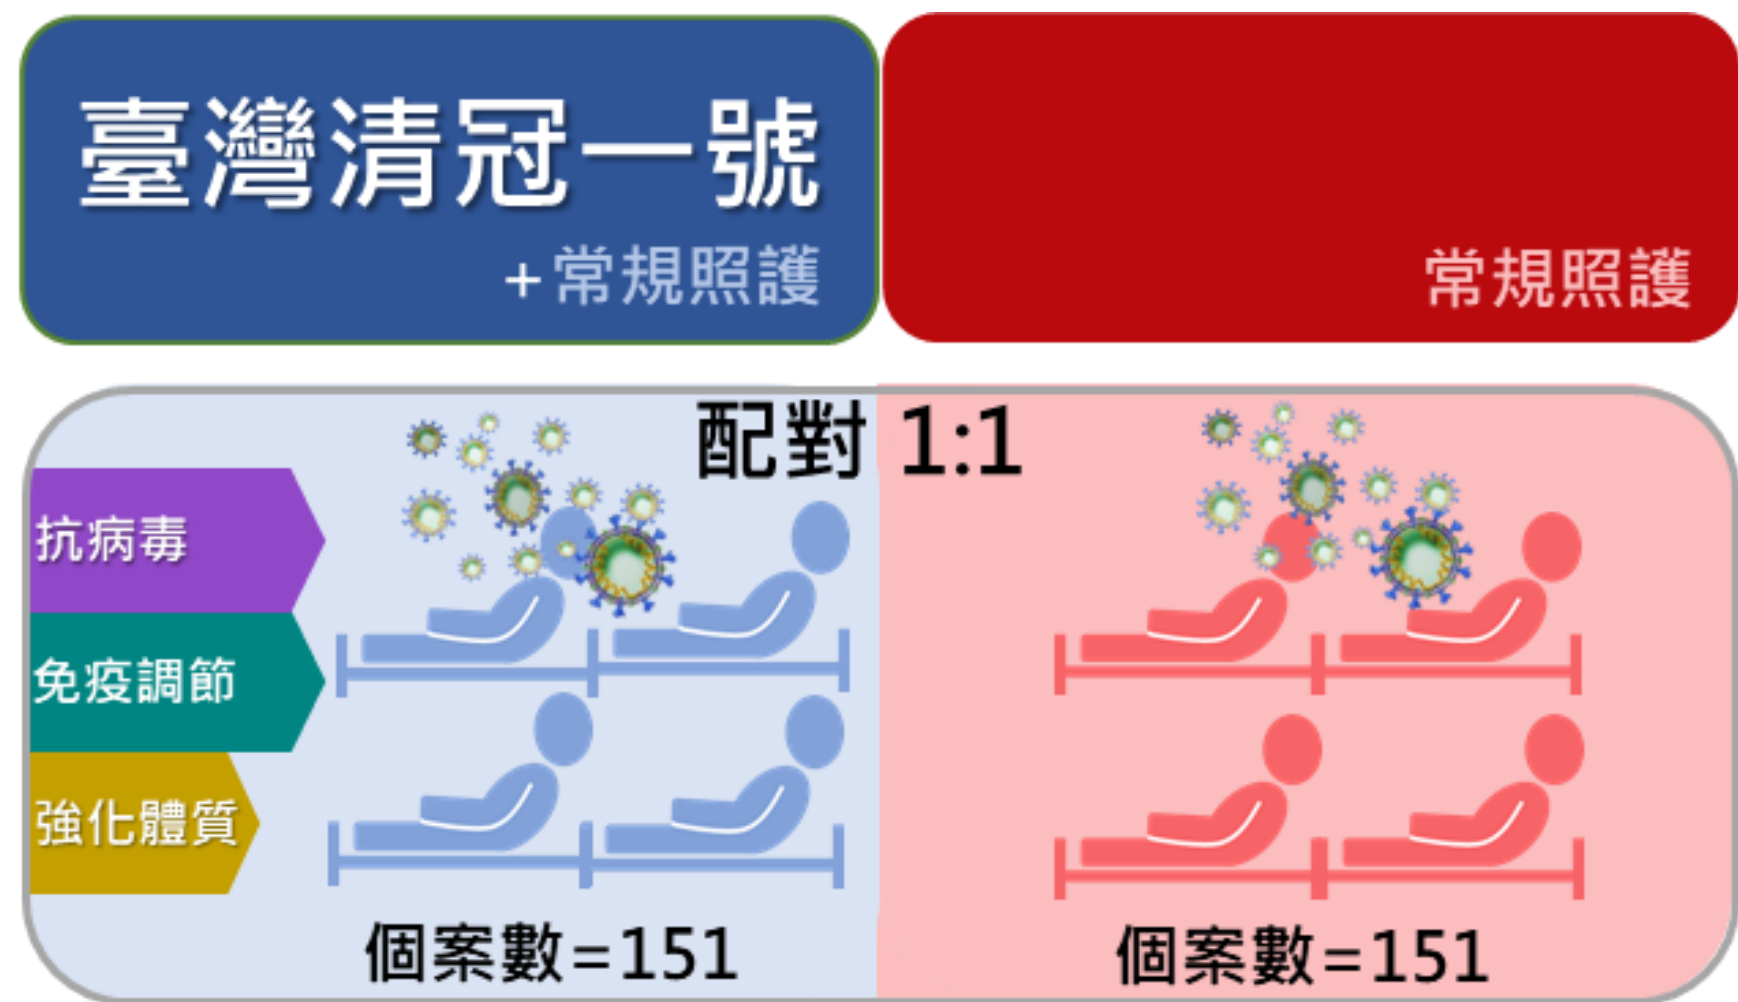 臺灣清冠一號
+常規照護
常規照護
配對 1:1
抗病毒
免疫調節
強化體質
個案數=151
個案數=151